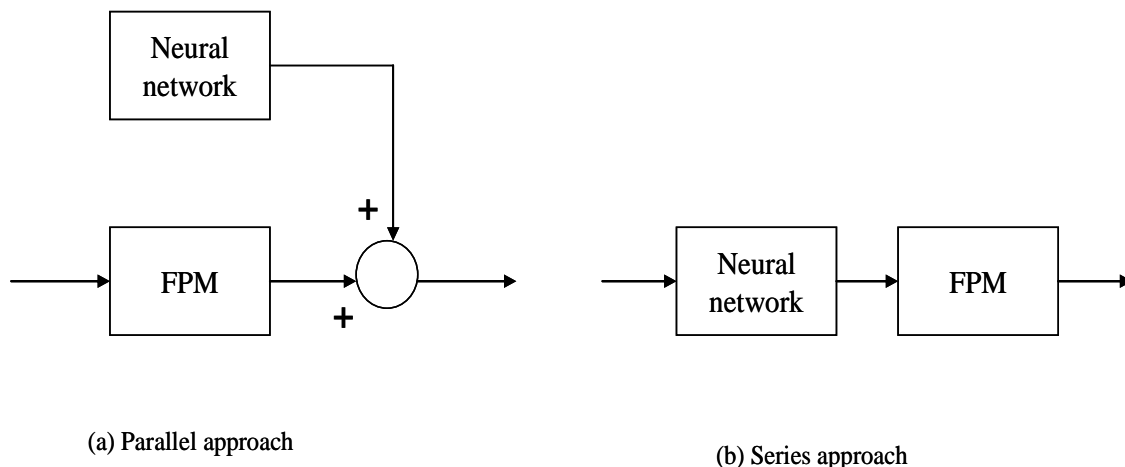 Neural
network
+
FPM
+
(a) Parallel approach
Neural
network
FPM
(b) Series approach